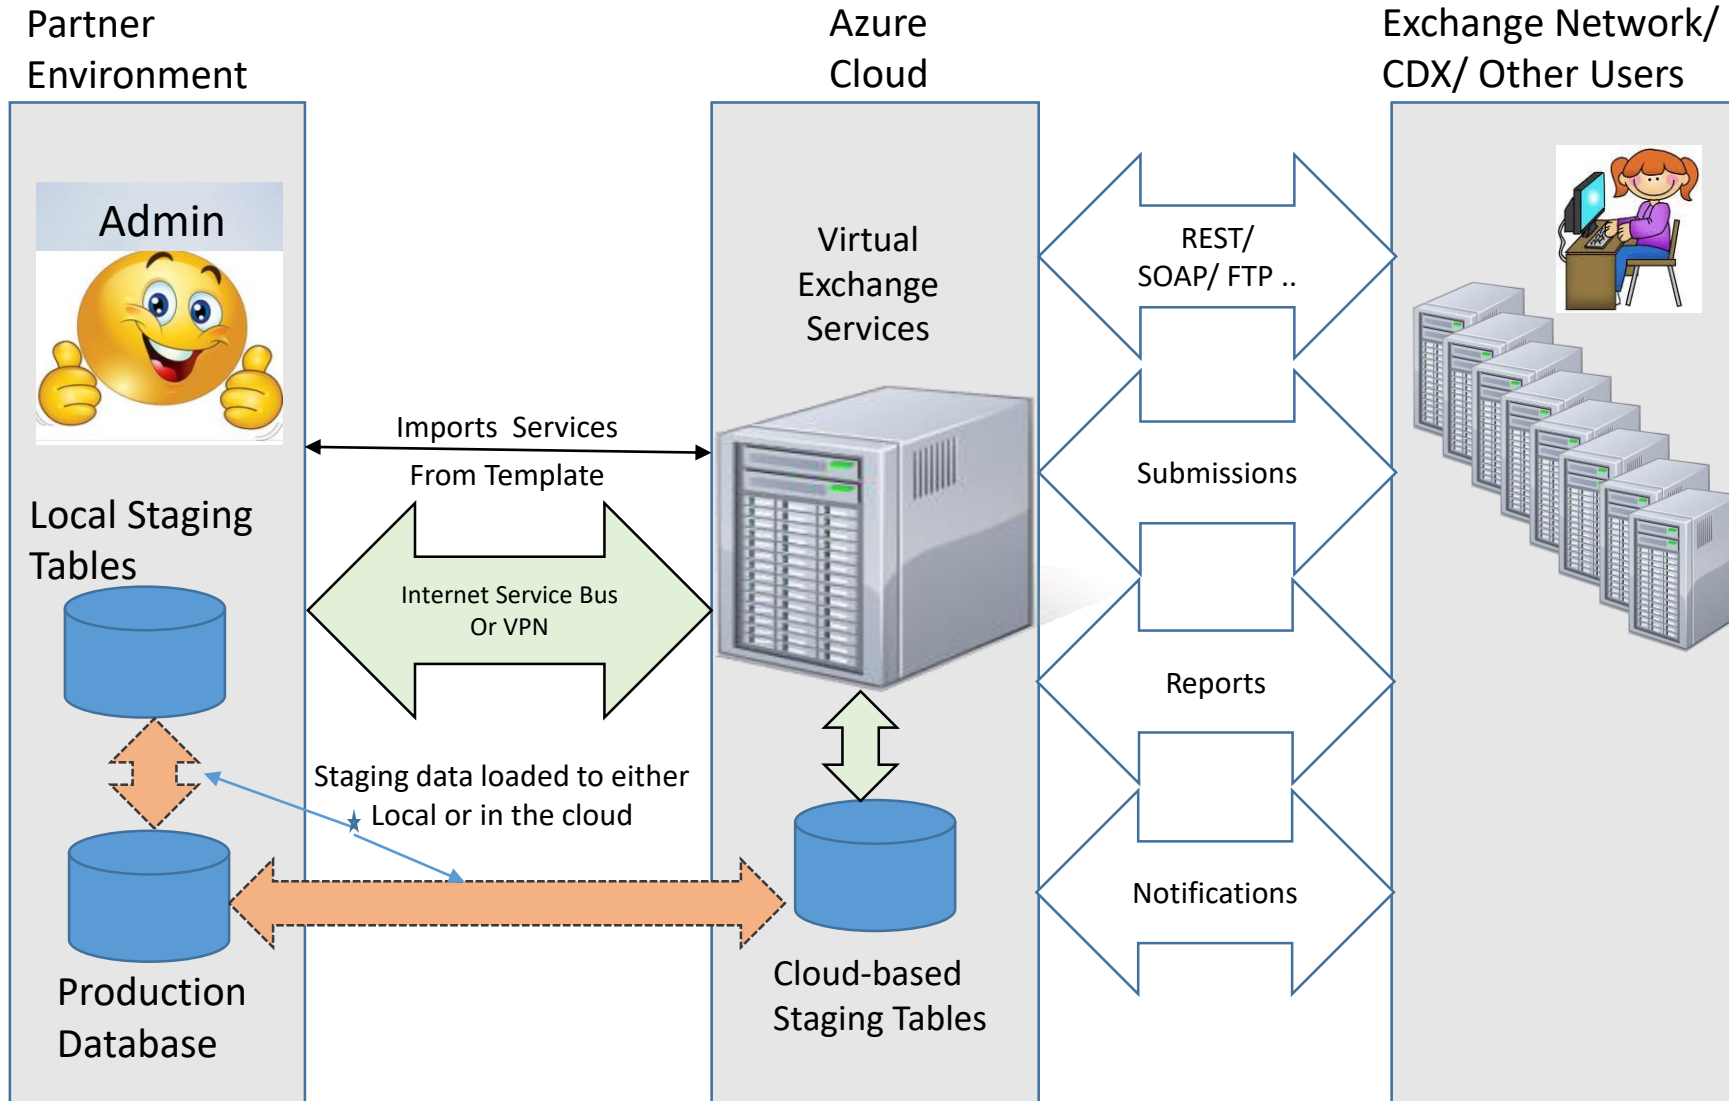 Partner
Environment
Azure
Cloud
Exchange Network/
CDX/ Other Users
Admin
Virtual
Exchange
Services
REST/
SOAP/ FTP ..
Imports  Services
From Template
Submissions
Local Staging
Tables
Internet Service Bus
Or VPN
Reports
Staging data loaded to either
Local or in the cloud
Notifications
Production
Database
Cloud-based
Staging Tables